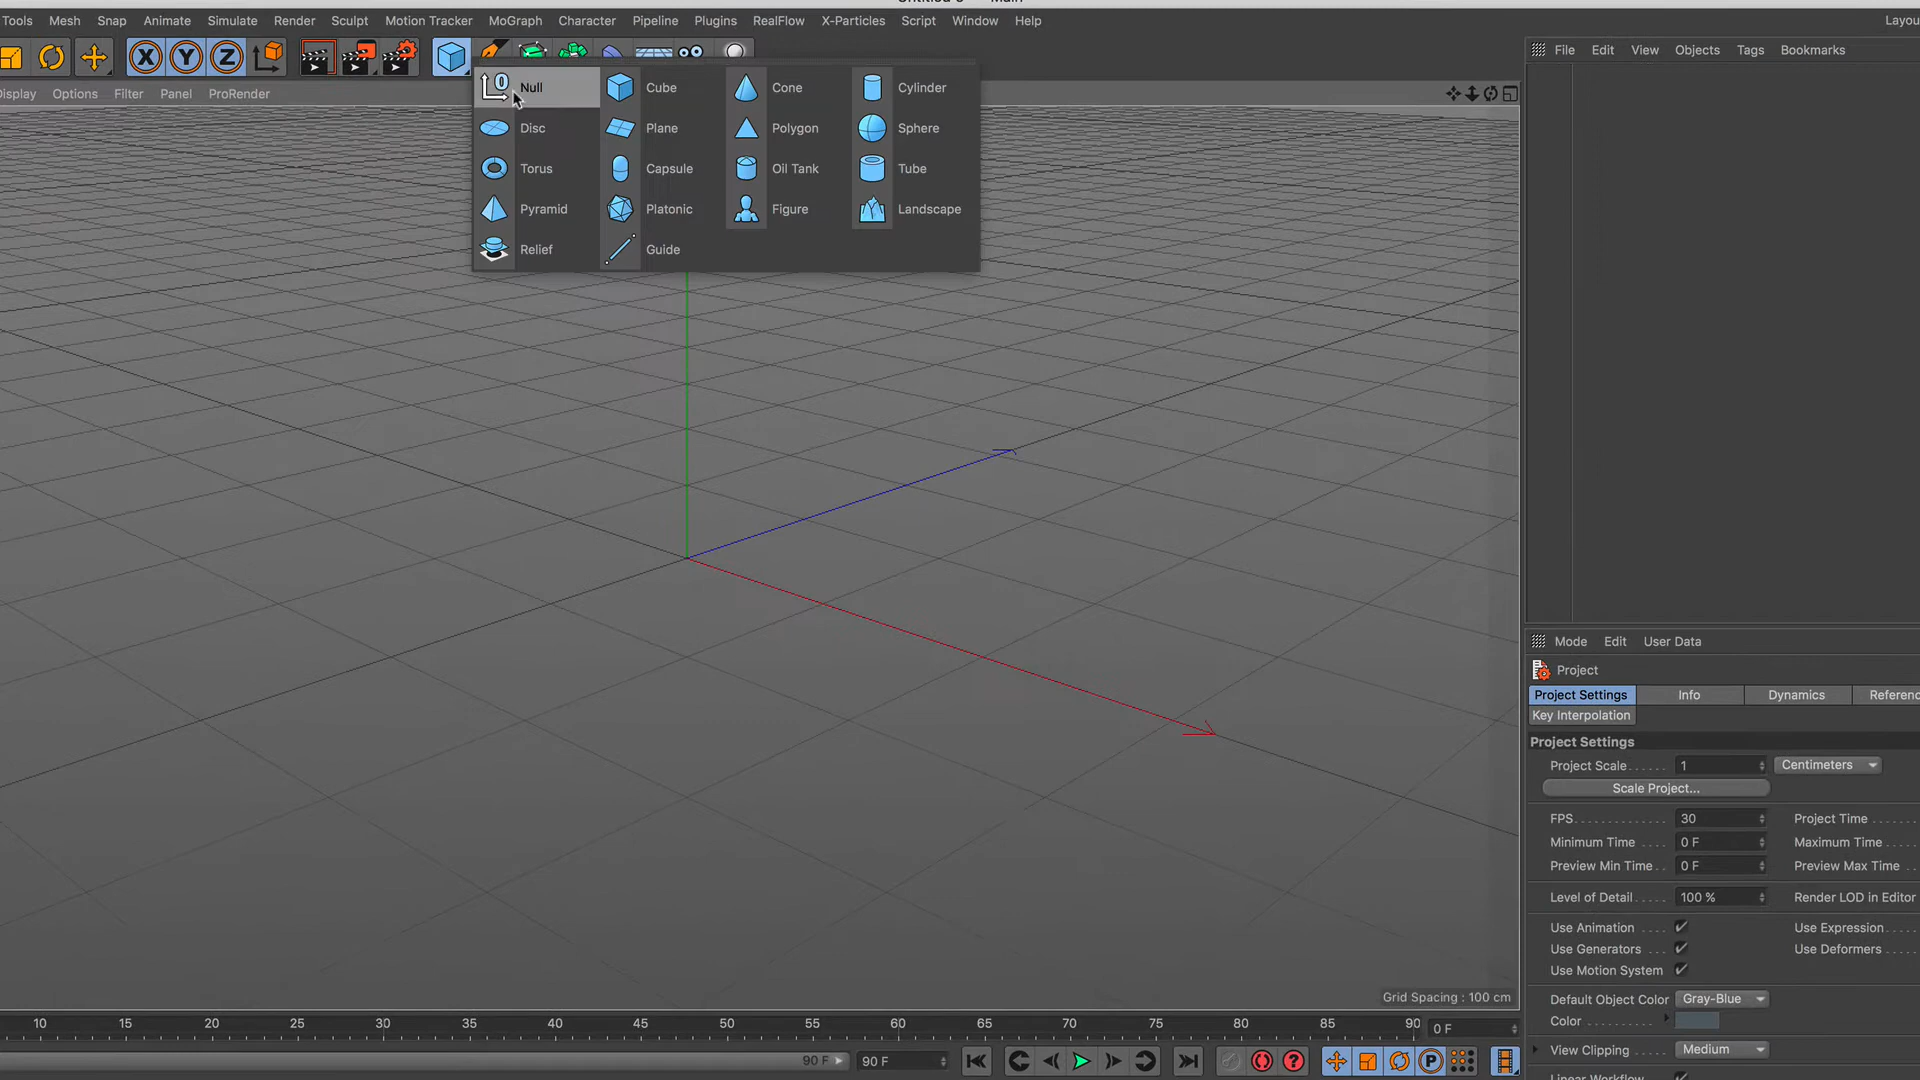 Tools Mesh Snap Animate Simulate Render Sculpt Motion Tracker MoGraph Character Pipeline Plugins RealFlow X-Particles Script Window Help
X Y Z
File Edit View Objects Tags Bookmarks
Options Filter Panel ProRender
Null Cube Cone Cylinder
Disc Plane Polygon Sphere
Torus Capsule Oil Tank Tube
Pyramid Platonic Figure Landscape
Relief Guide
Mode Edit User Data
Project
Project Settings Info Dynamics
Key Interpolation
Project Settings
Project Scale 1 Centimeters
Scale Project...
FPS 30 Project Time
Minimum Time 0 F Maximum Time
Preview Min Time 0 F Preview Max Time
Level of Detail 100 % Render LOD in Editor
Use Animation Use Expression
Use Generators Use Deformers
Use Motion System
Default Object Color Gray-Blue
Color
View Clipping Medium
Grid Spacing : 100 cm
10 15 20 25 30 35 40 45 50 55 60 65 70 75 80 85 90 0 F
90 F 90 F
? P